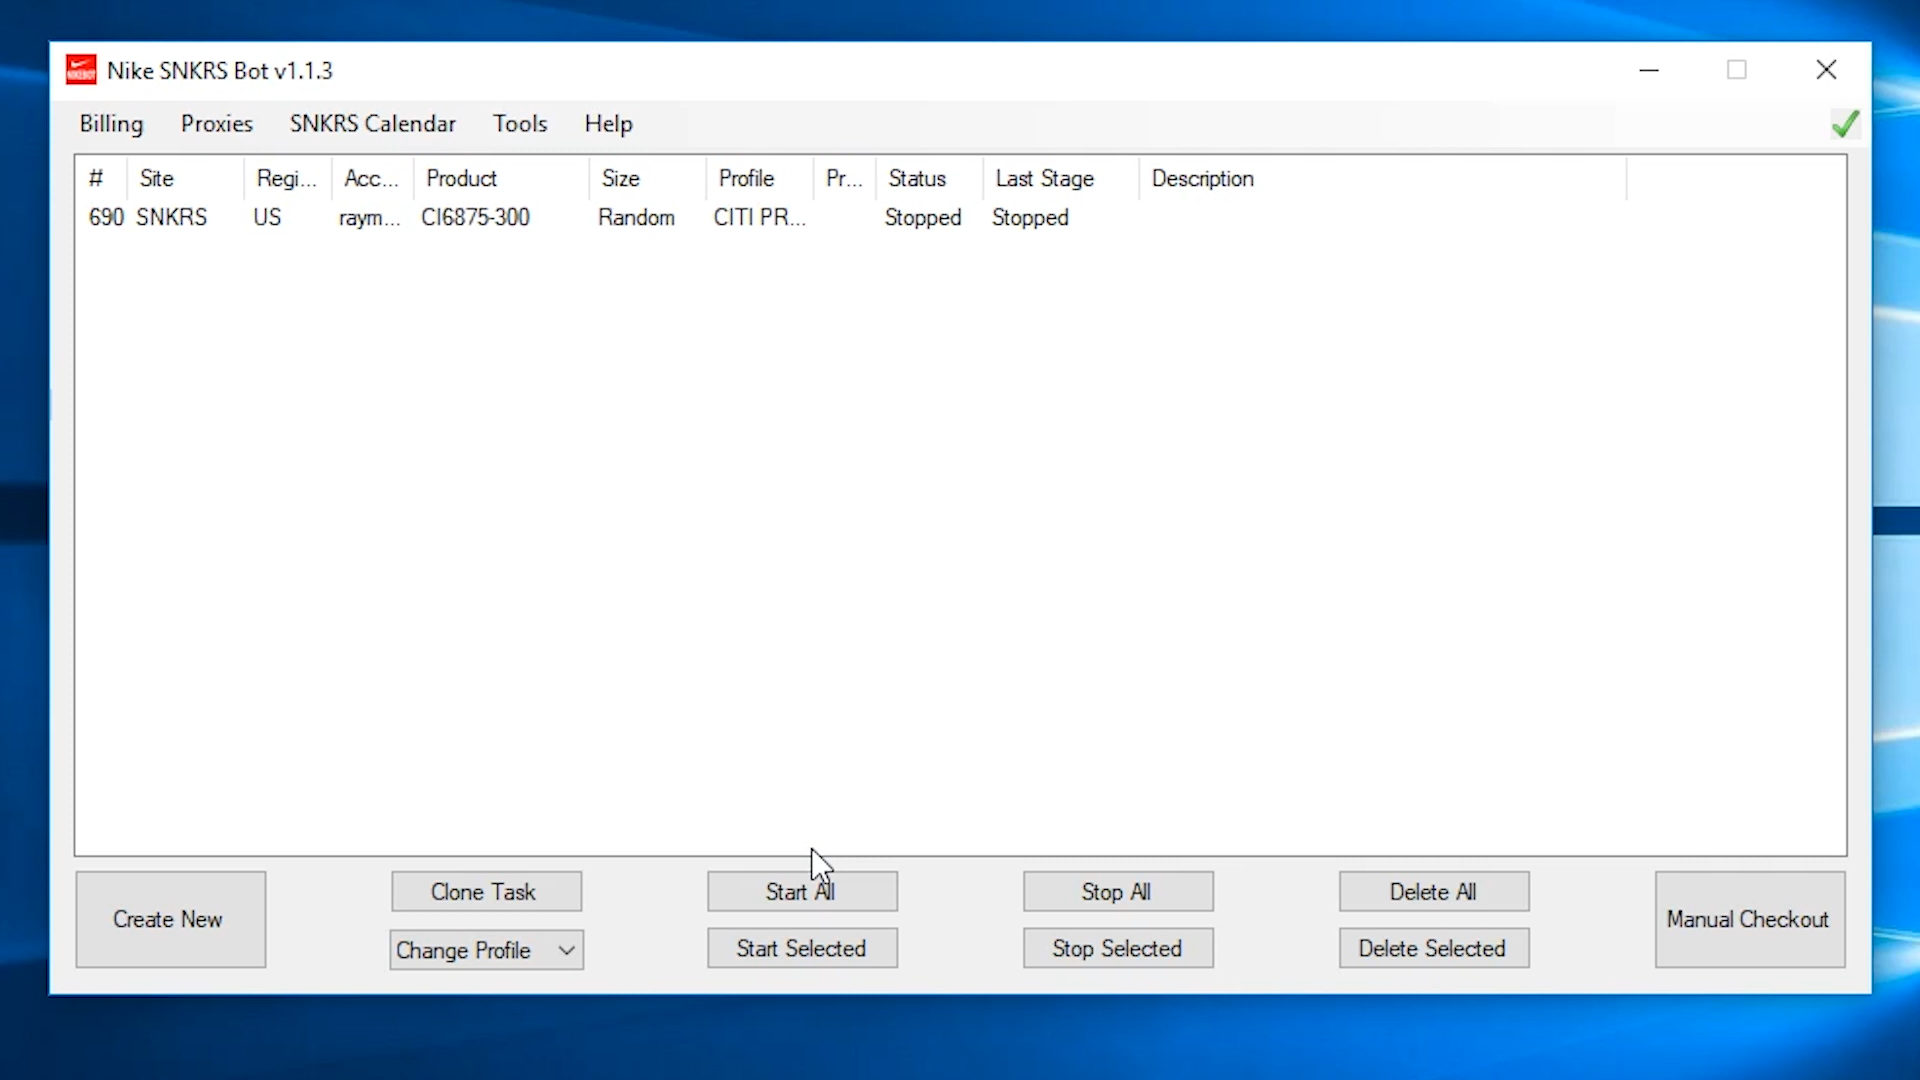 Nike SNKRS Bot v1.1.3
Billing Proxies SNKRS Calendar Tools Help
# Site Regi... Acc... Product Size Profile Pr... Status Last Stage Description
690 SNKRS US raym... CI6875-300 Random CITI PR... Stopped Stopped
Create New Clone Task Start All Stop All Delete All Manual Checkout
Change Profile Start Selected Stop Selected Delete Selected